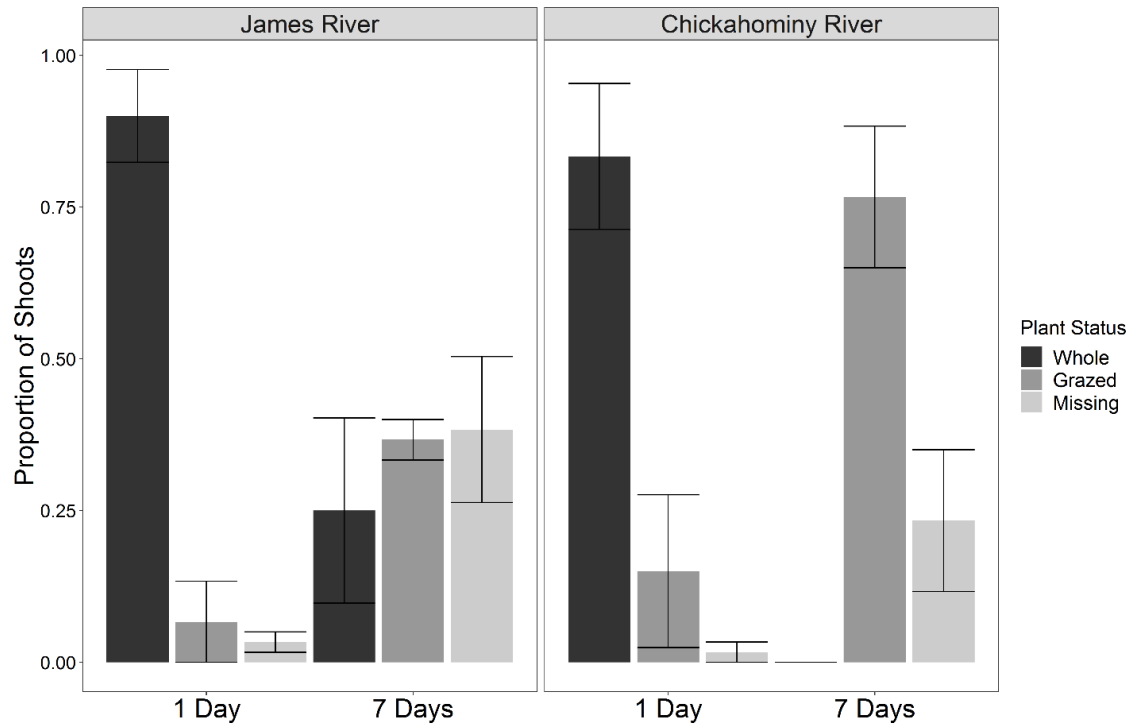 James River
Chickahominy River
1.00
0.75
0.50
0.25
0.00
Proportion of Shoots
1 Day
7 Days
1 Day
7 Days
Plant Status
Whole
Grazed
Missing